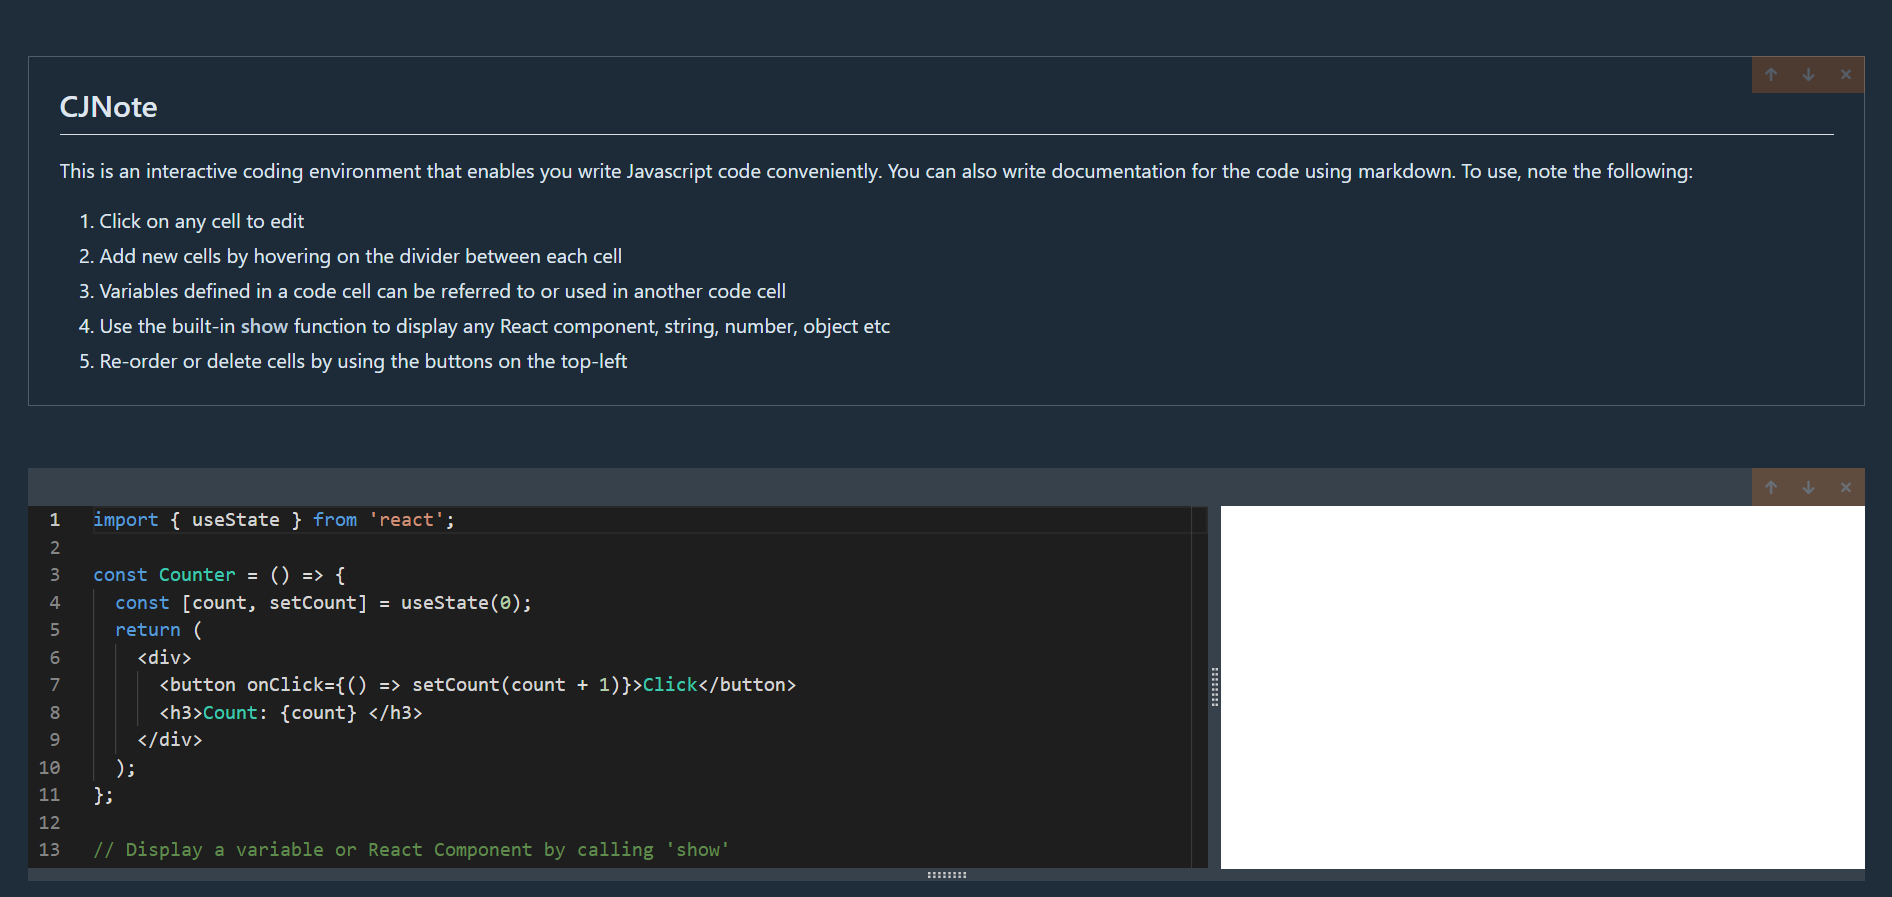 CJNote
This is an interactive coding environment that enables you write Javascript code conveniently. You can also write documentation for the code using markdown. To use, note the following:
1. Click on any cell to edit
2. Add new cells by hovering on the divider between each cell
3. Variables defined in a code cell can be referred to or used in another code cell
4. Use the built-in show function to display any React component, string, number, object etc
5. Re-order or delete cells by using the buttons on the top-left
1 import { useState } from 'react';
2
3 const Counter = () => {
4   const [count, setCount] = useState(0);
5   return (
6     <div>
7       <button onClick={() => setCount(count + 1)}>Click</button>
8       <h3>Count: {count} </h3>
9     </div>
10   );
11 };
12
13 // Display a variable or React Component by calling 'show'